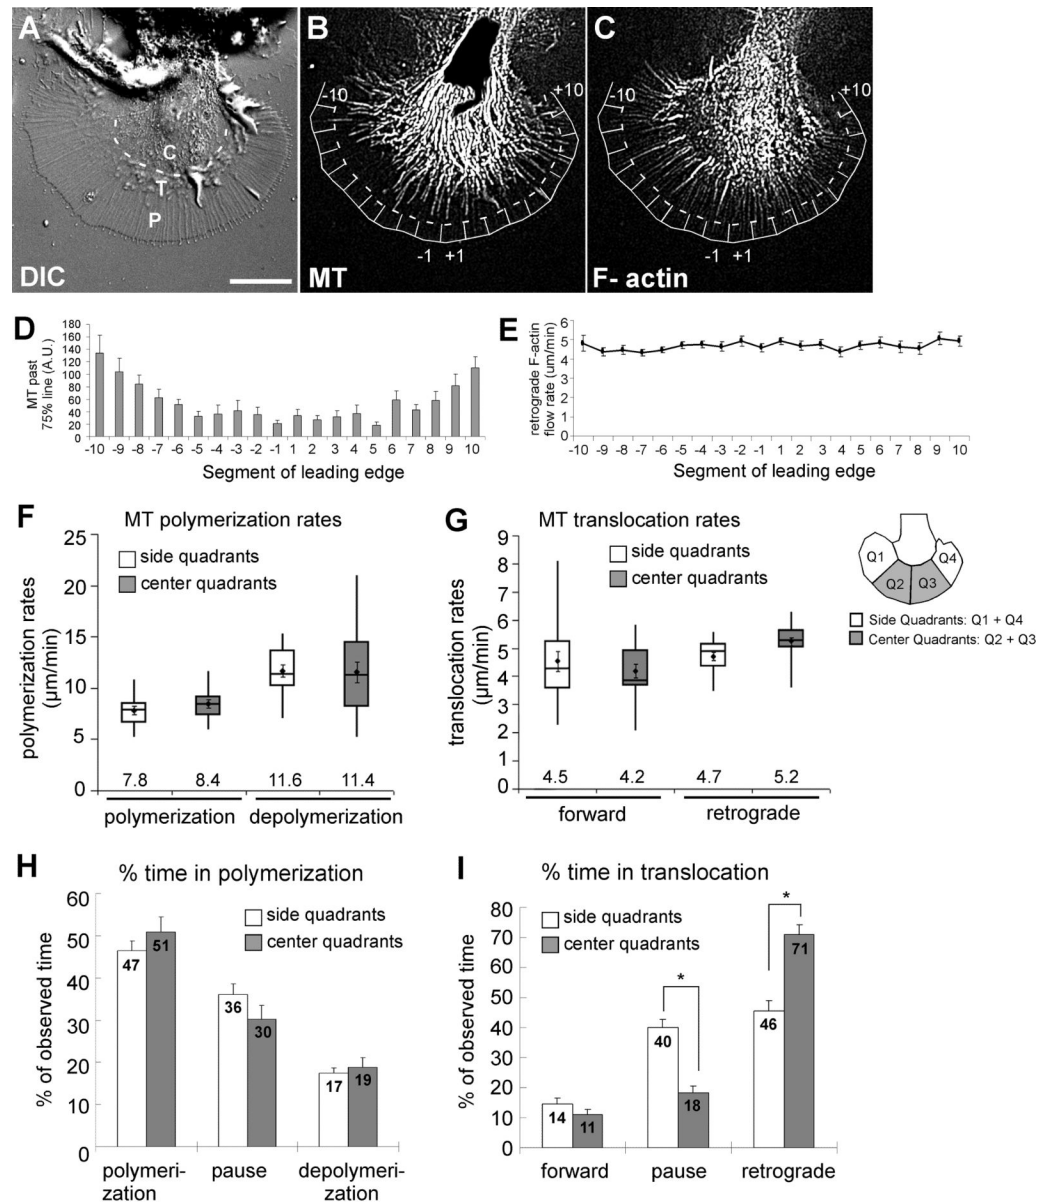 A
C
T
P
DIC
B
-10
+10
-1 +1
MT
C
-10
+10
-1 +1
F- actin
D
MT past
75% line (A.U.)
180
160
140
120
100
80
60
40
20
0
-10 -9 -8 -7 -6 -5 -4 -3 -2 -1 1 2 3 4 5 6 7 8 9 10
Segment of leading edge
E
retrograde F-actin
flow rate (um/min)
6
5
4
3
2
1
0
-10 -9 -8 -7 -6 -5 -4 -3 -2 -1 1 2 3 4 5 6 7 8 9 10
Segment of leading edge
F
MT polymerization rates
side quadrants
center quadrants
polymerization rates
(µm/min)
25
20
15
10
5
0
7.8 8.4 11.6 11.4
polymerization depolymerization
G
MT translocation rates
side quadrants
center quadrants
translocation rates
(µm/min)
9
8
7
6
5
4
3
2
1
0
4.5 4.2 4.7 5.2
forward retrograde
Q1 Q4
Q2 Q3
Side Quadrants: Q1 + Q4
Center Quadrants: Q2 + Q3
H
% time in polymerization
side quadrants
center quadrants
% of observed time
60
50
40
30
20
10
0
47 51
36 30
17 19
polymeri-
zation
pause
depolymeri-
zation
I
% time in translocation
side quadrants
center quadrants
% of observed time
80
70
60
50
40
30
20
10
0
*
*
14 11
40 18
46 71
forward pause retrograde